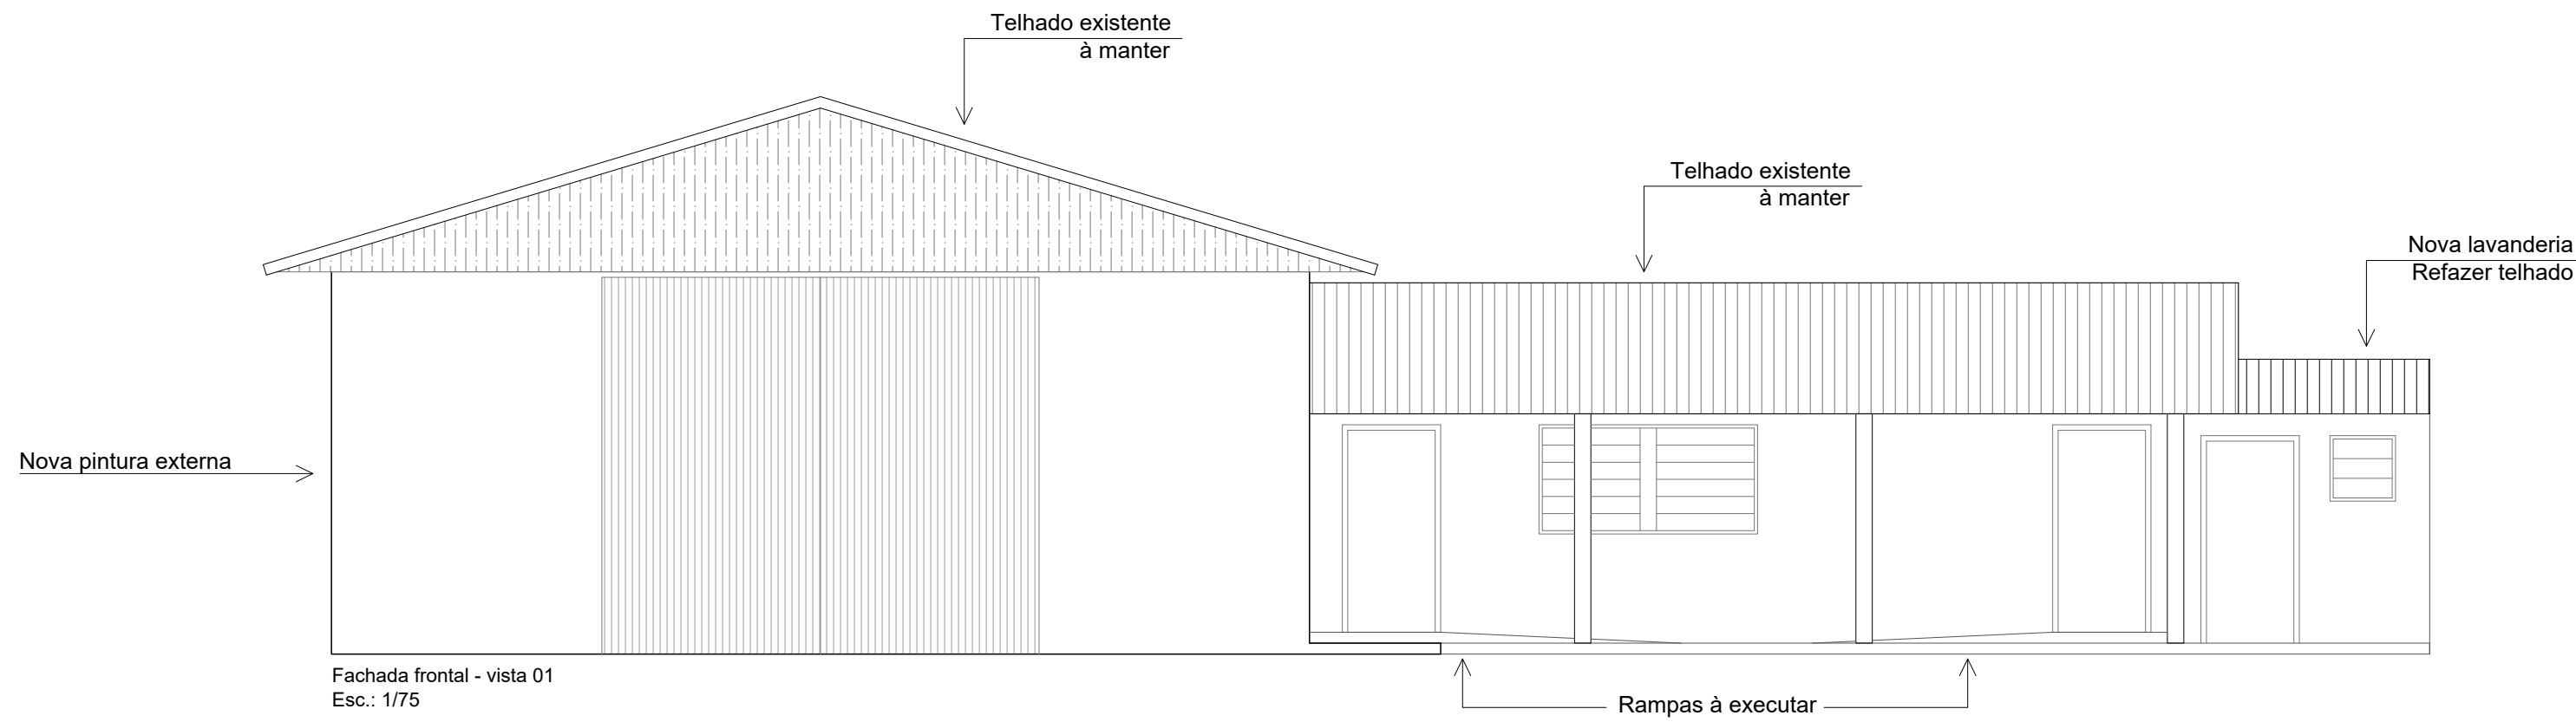 Telhado existente
à manter
Telhado existente
à manter
Nova lavanderia
Refazer telhado
Nova pintura externa
Fachada frontal - vista 01
Esc.: 1/75
Rampas à executar